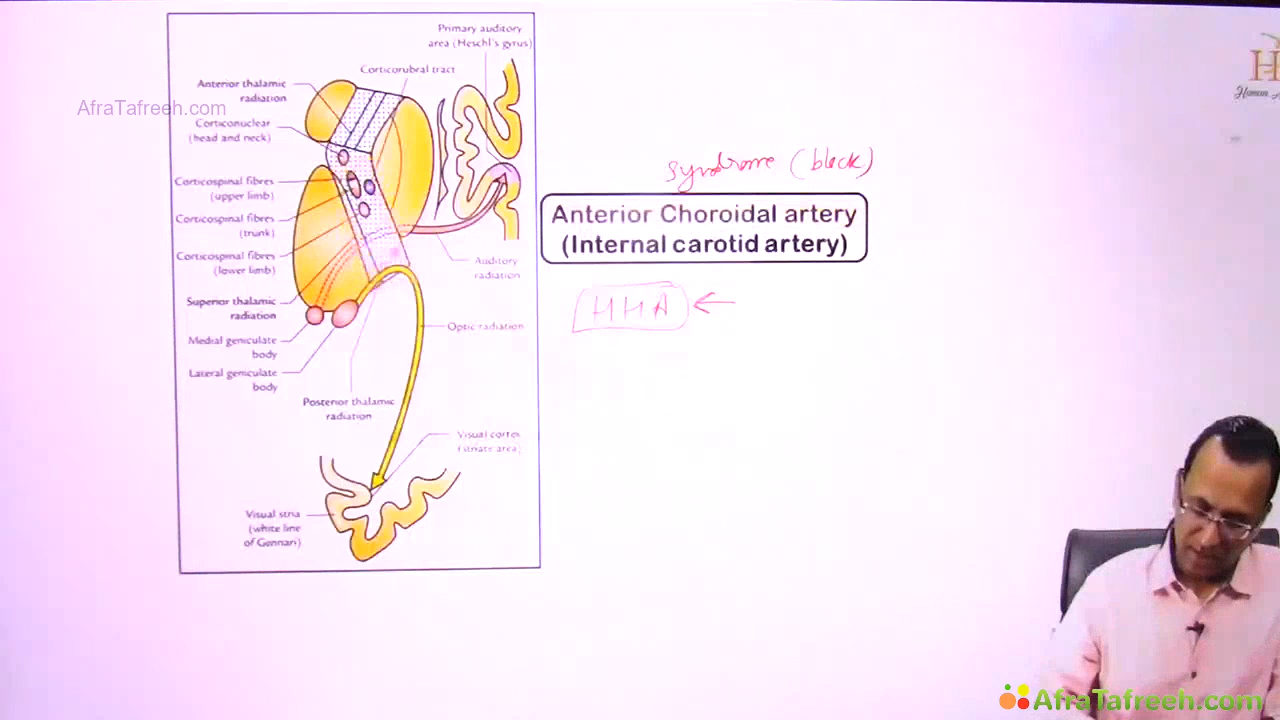 Primary auditory
area (Heschl's gyrus)
Corticorubral tract
Anterior thalamic
radiation
AfraTafreeh.com
Corticonuclear
(head and neck)
Corticospinal fibres
(upper limb)
Corticospinal fibres
(trunk)
Corticospinal fibres
(lower limb)
Auditory
radiation
Superior thalamic
radiation
Optic radiation
Medial geniculate
body
Lateral geniculate
body
Posterior thalamic
radiation
Visual cortex
(striate area)
Visual stria
(white line
of Gennari)
syndrome (block)
Anterior Choroidal artery
(Internal carotid artery)
HHA ←
H
AfraTafreeh.com